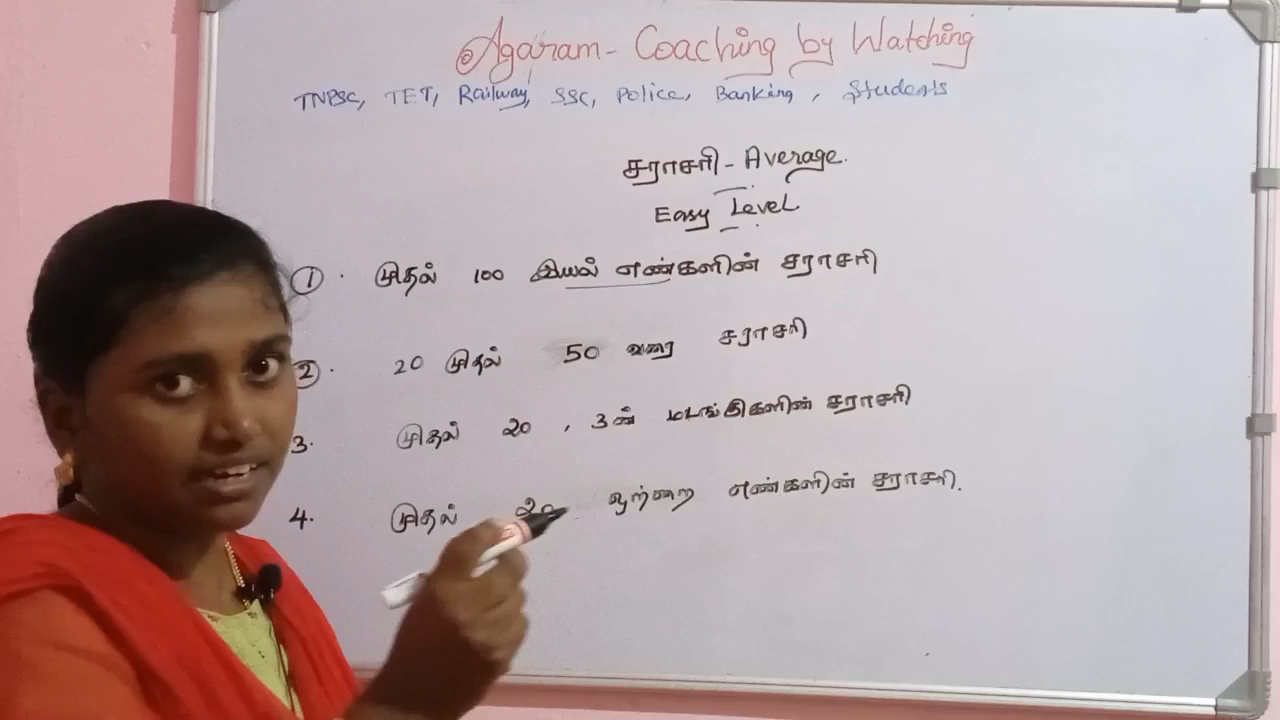 Agaram - Coaching by Watching
TNPSC, TET, Railway, SSC, Police, Banking, Students
சராசரி - Average.
Easy Level
1. முதல் 100 இயல் எண்களின் சராசரி
2. 20 முதல் 50 வரை சராசரி
3. முதல் 20, 3ன் மடங்குகளின் சராசரி
4. முதல் 20 ஒற்றை எண்களின் சராசரி.